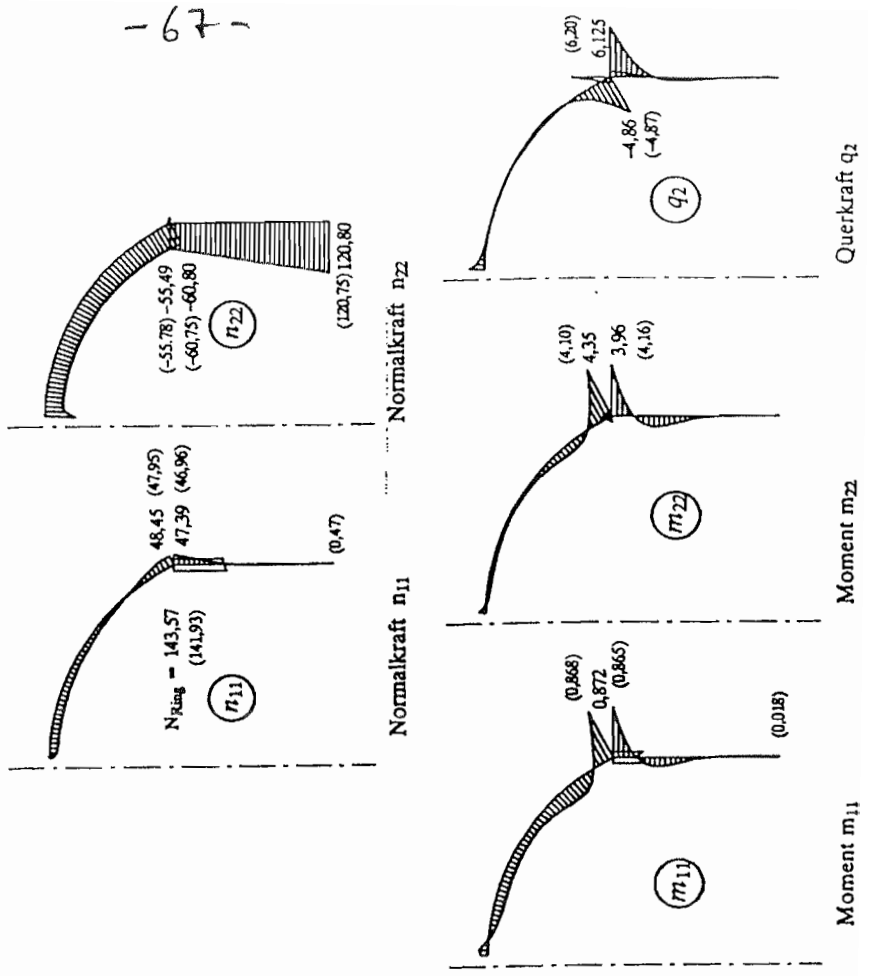 - 67 -
48,45 (47,95)
47,39 (46,96)
N Ring = 143,57
(141,93)
n11
(0,47)
Normalkraft n11
(-55.78) -55,49
(-60,75) -60,80
n22
(120,75) 120,80
Normalkraft n22
(0,868)
0,872
(0,865)
m11
(0,018)
Moment m11
(4,10)
4,35
3,96
(4,16)
m22
Moment m22
(6,20)
6,125
-4,86
(-4,87)
q2
Querkraft q2